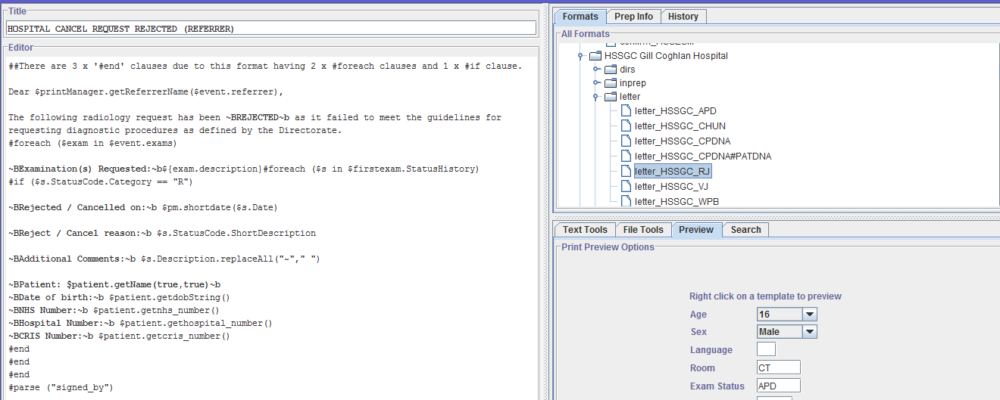 Title
HOSPITAL CANCEL REQUEST REJECTED (REFERRER)
Editor
##There are 3 x '#end' clauses due to this format having 2 x #foreach clauses and 1 x #if clause.
Dear $printManager.getReferrerName($event.referrer),
The following radiology request has been ~BREJECTED~b as it failed to meet the guidelines for
requesting diagnostic procedures as defined by the Directorate.
#foreach ($exam in $event.exams)
~BExamination(s) Requested:~b${exam.description}#foreach ($s in $firstexam.StatusHistory)
#if ($s.StatusCode.Category == "R")
~BRejected / Cancelled on:~b $pm.shortdate($s.Date)
~BReject / Cancel reason:~b $s.StatusCode.ShortDescription
~BAdditional Comments:~b $s.Description.replaceAll("~"," ")
~BPatient: $patient.getName(true,true)~b
~BDate of birth:~b $patient.getdobString()
~BNHS Number:~b $patient.getnhs_number()
~BHospital Number:~b $patient.gethospital_number()
~BCRIS Number:~b $patient.getcris_number()
#end
#end
#end
#parse ("signed_by")
Formats Prep Info History
All Formats
HSSGC Gill Coghlan Hospital
dirs
inprep
letter
letter_HSSGC_APD
letter_HSSGC_CHUN
letter_HSSGC_CPDNA
letter_HSSGC_CPDNA#PATDNA
letter_HSSGC_RJ
letter_HSSGC_VJ
letter_HSSGC_WPB
Text Tools File Tools Preview Search
Print Preview Options
Right click on a template to preview
Age 16
Sex Male
Language
Room CT
Exam Status APD